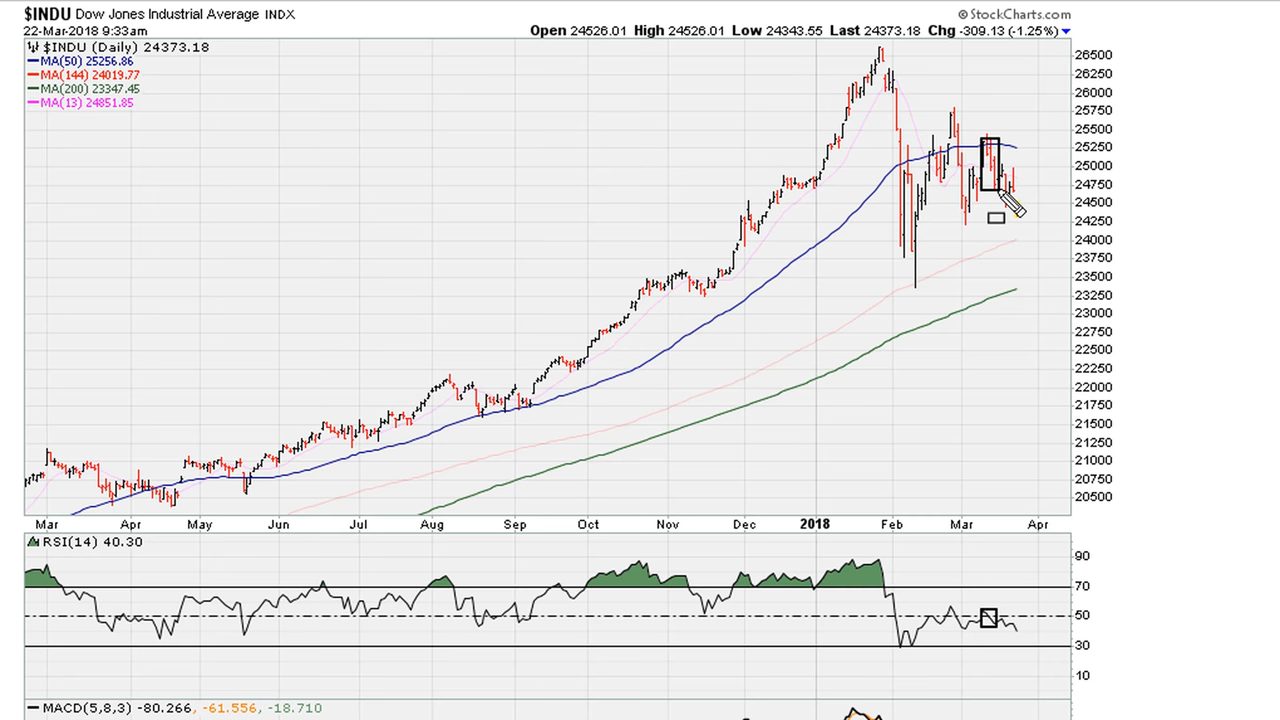 $INDU Dow Jones Industrial Average INDX
© StockCharts.com
22-Mar-2018 9:33am
Open 24526.01 High 24526.01 Low 24343.55 Last 24373.18 Chg -309.13 (-1.25%)
$INDU (Daily) 24373.18
MA(50) 25256.86
MA(144) 24019.77
MA(200) 23347.45
MA(13) 24851.85
26500
26250
26000
25750
25500
25250
25000
24750
24500
24250
24000
23750
23500
23250
23000
22750
22500
22250
22000
21750
21500
21250
21000
20750
20500
Mar Apr May Jun Jul Aug Sep Oct Nov Dec 2018 Feb Mar Apr
RSI(14) 40.30
90
70
50
30
10
MACD(5,8,3) -80.266, -61.556, -18.710